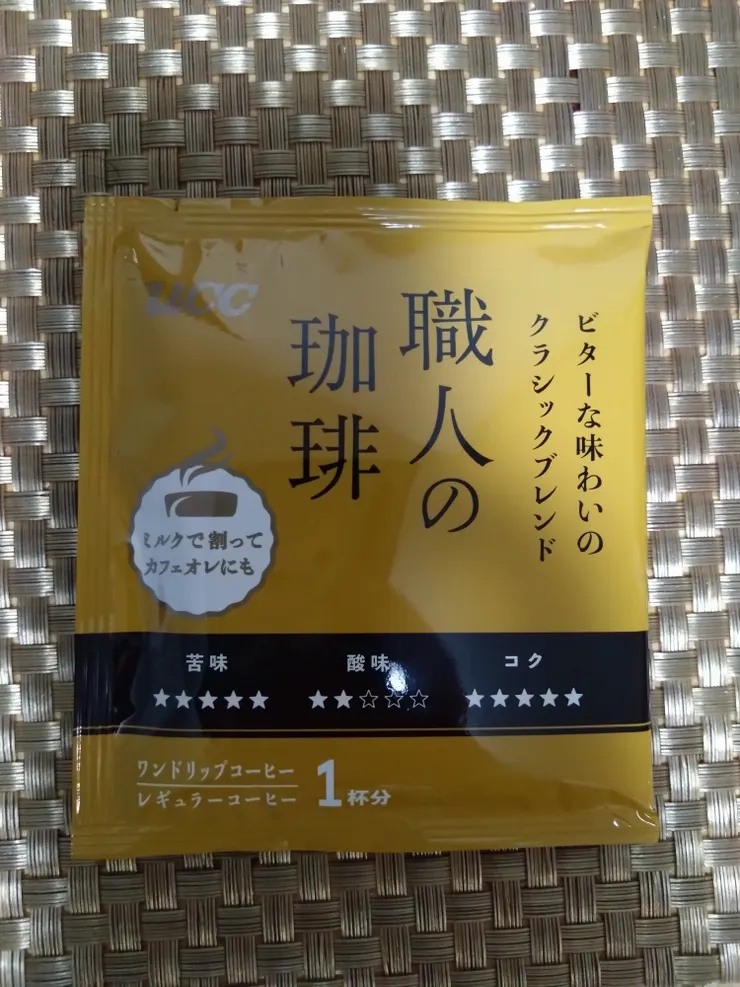 UCC
職人の
珈琲
ビターな味わいの
クラシックブレンド
ミルクで割って
カフェオレにも
苦味 酸味 コク
★★★★★ ★★☆☆☆ ★★★★★
ワンドリップコーヒー
レギュラーコーヒー
1杯分